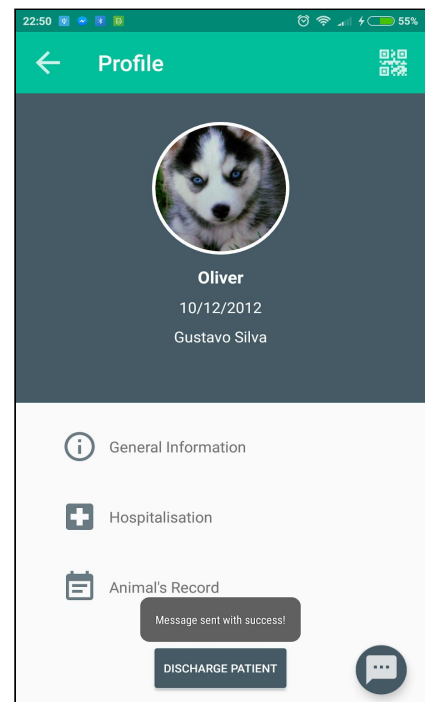 22:50 55%
Profile
Oliver
10/12/2012
Gustavo Silva
General Information
Hospitalisation
Animal's Record
Message sent with success!
DISCHARGE PATIENT